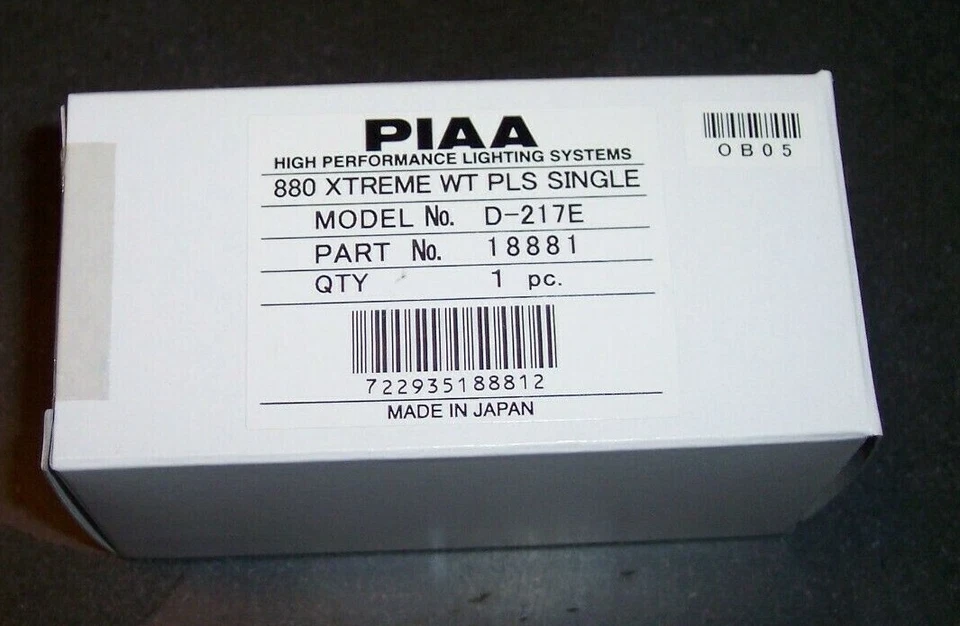 PIAA
HIGH PERFORMANCE LIGHTING SYSTEMS
880 XTREME WT PLS SINGLE
MODEL No. D-217E
PART No. 18881
QTY 1 pc.
722935188812
MADE IN JAPAN
OB05